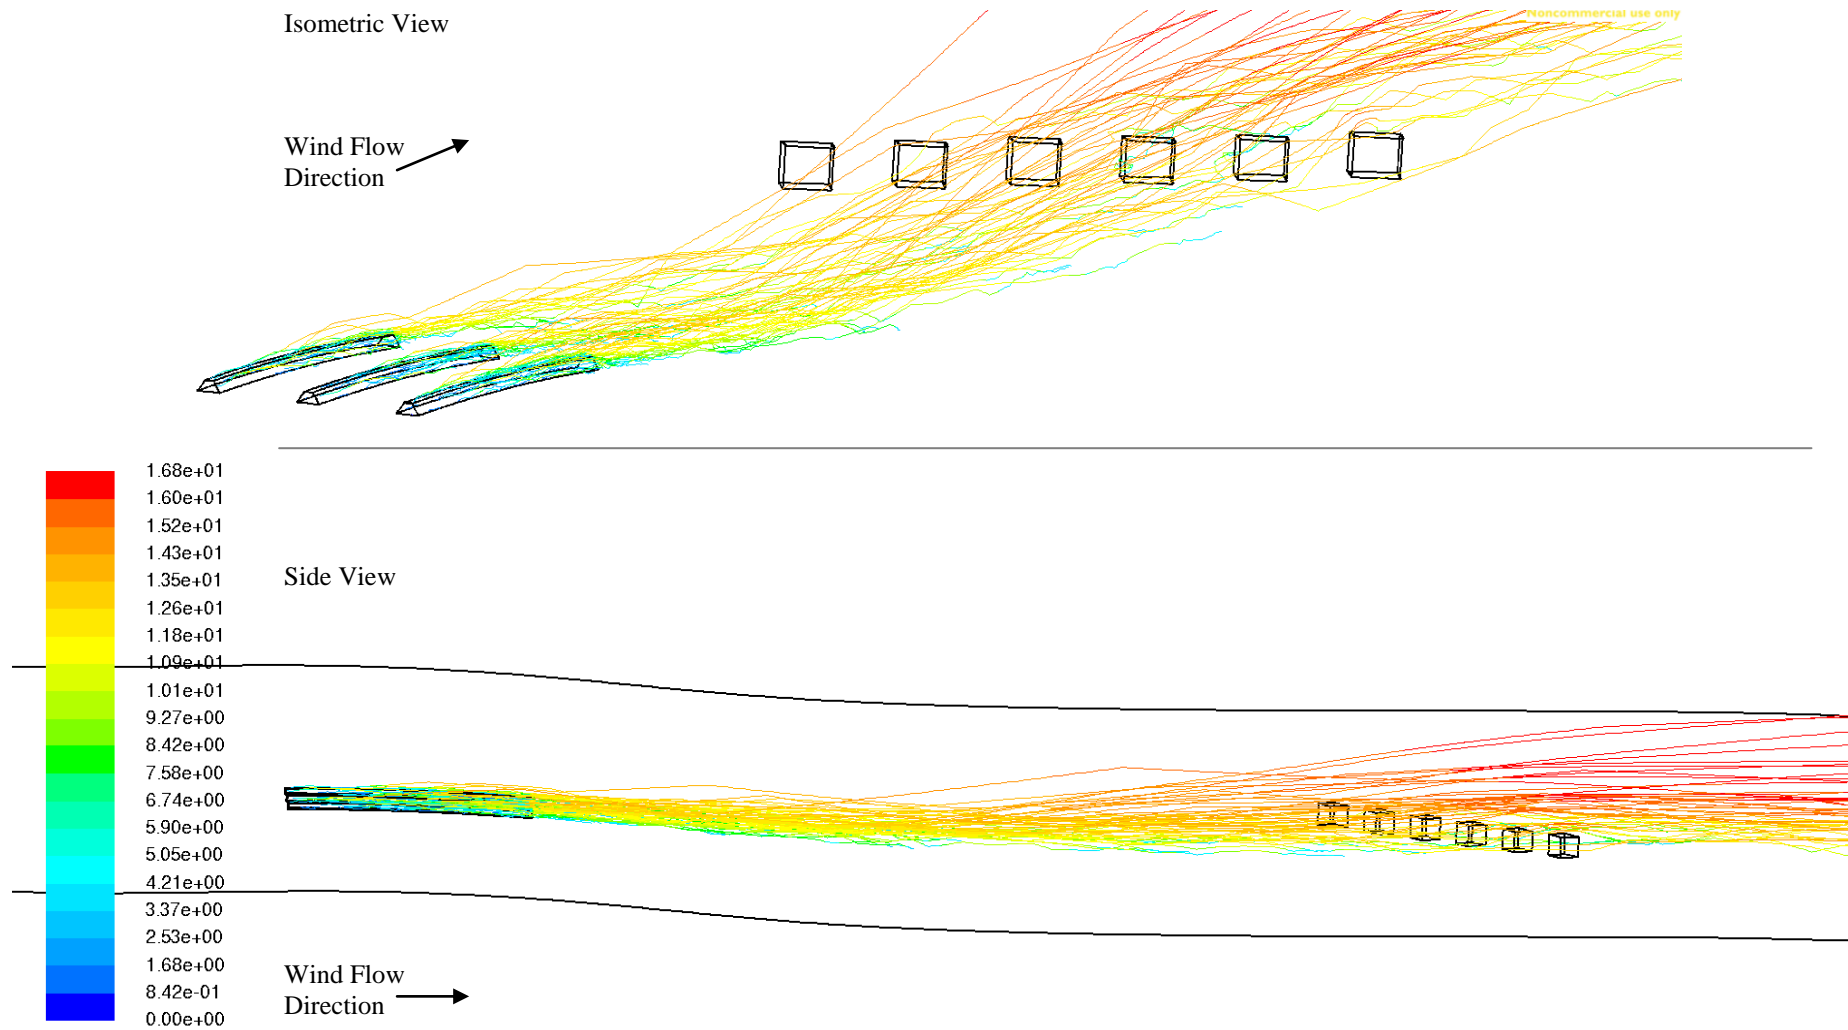 Isometric View
Noncommercial use only
Wind Flow
Direction
1.68e+01
1.60e+01
1.52e+01
1.43e+01
1.35e+01
1.26e+01
1.18e+01
1.09e+01
1.01e+01
9.27e+00
8.42e+00
7.58e+00
6.74e+00
5.90e+00
5.05e+00
4.21e+00
3.37e+00
2.53e+00
1.68e+00
8.42e-01
0.00e+00
Side View
Wind Flow
Direction